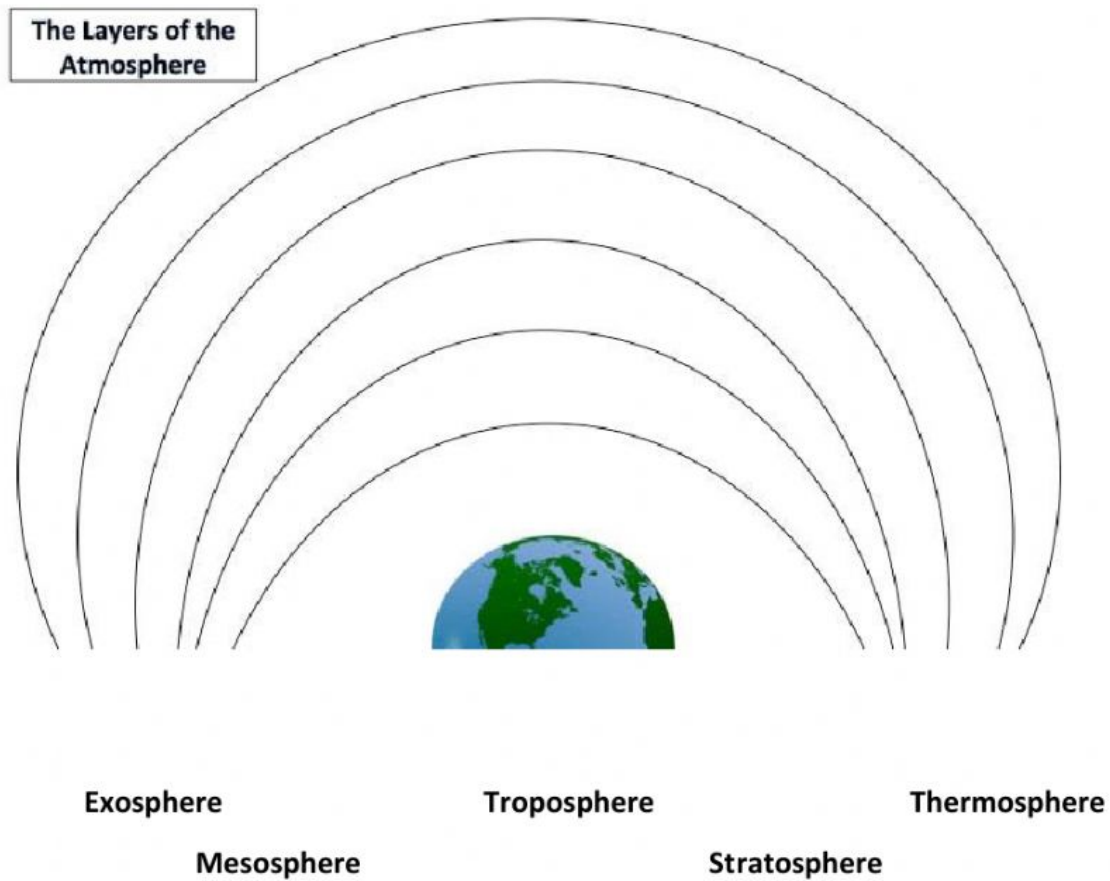 The Layers of the
Atmosphere
Exosphere Troposphere Thermosphere
Mesosphere Stratosphere